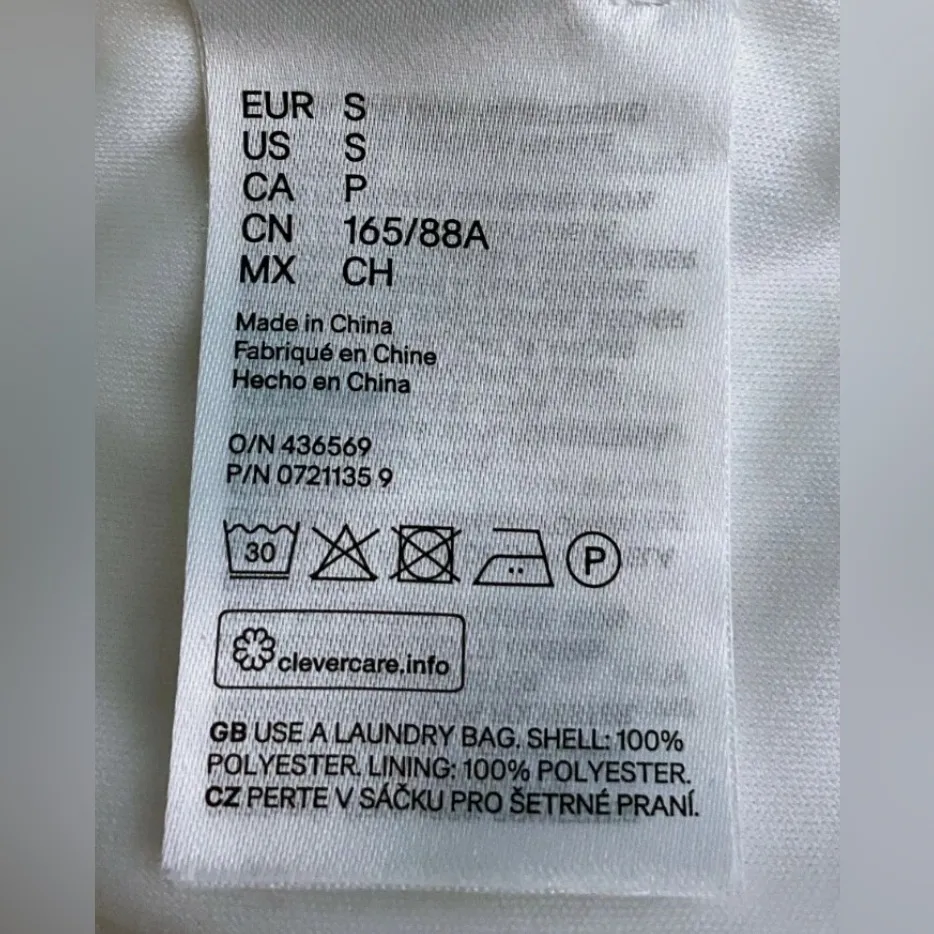 EUR S
US S
CA P
CN 165/88A
MX CH
Made in China
Fabriqué en Chine
Hecho en China
O/N 436569
P/N 0721135 9
30
P
clevercare.info
GB USE A LAUNDRY BAG. SHELL: 100%
POLYESTER. LINING: 100% POLYESTER.
CZ PERTE V SÁČKU PRO ŠETRNÉ PRANÍ.